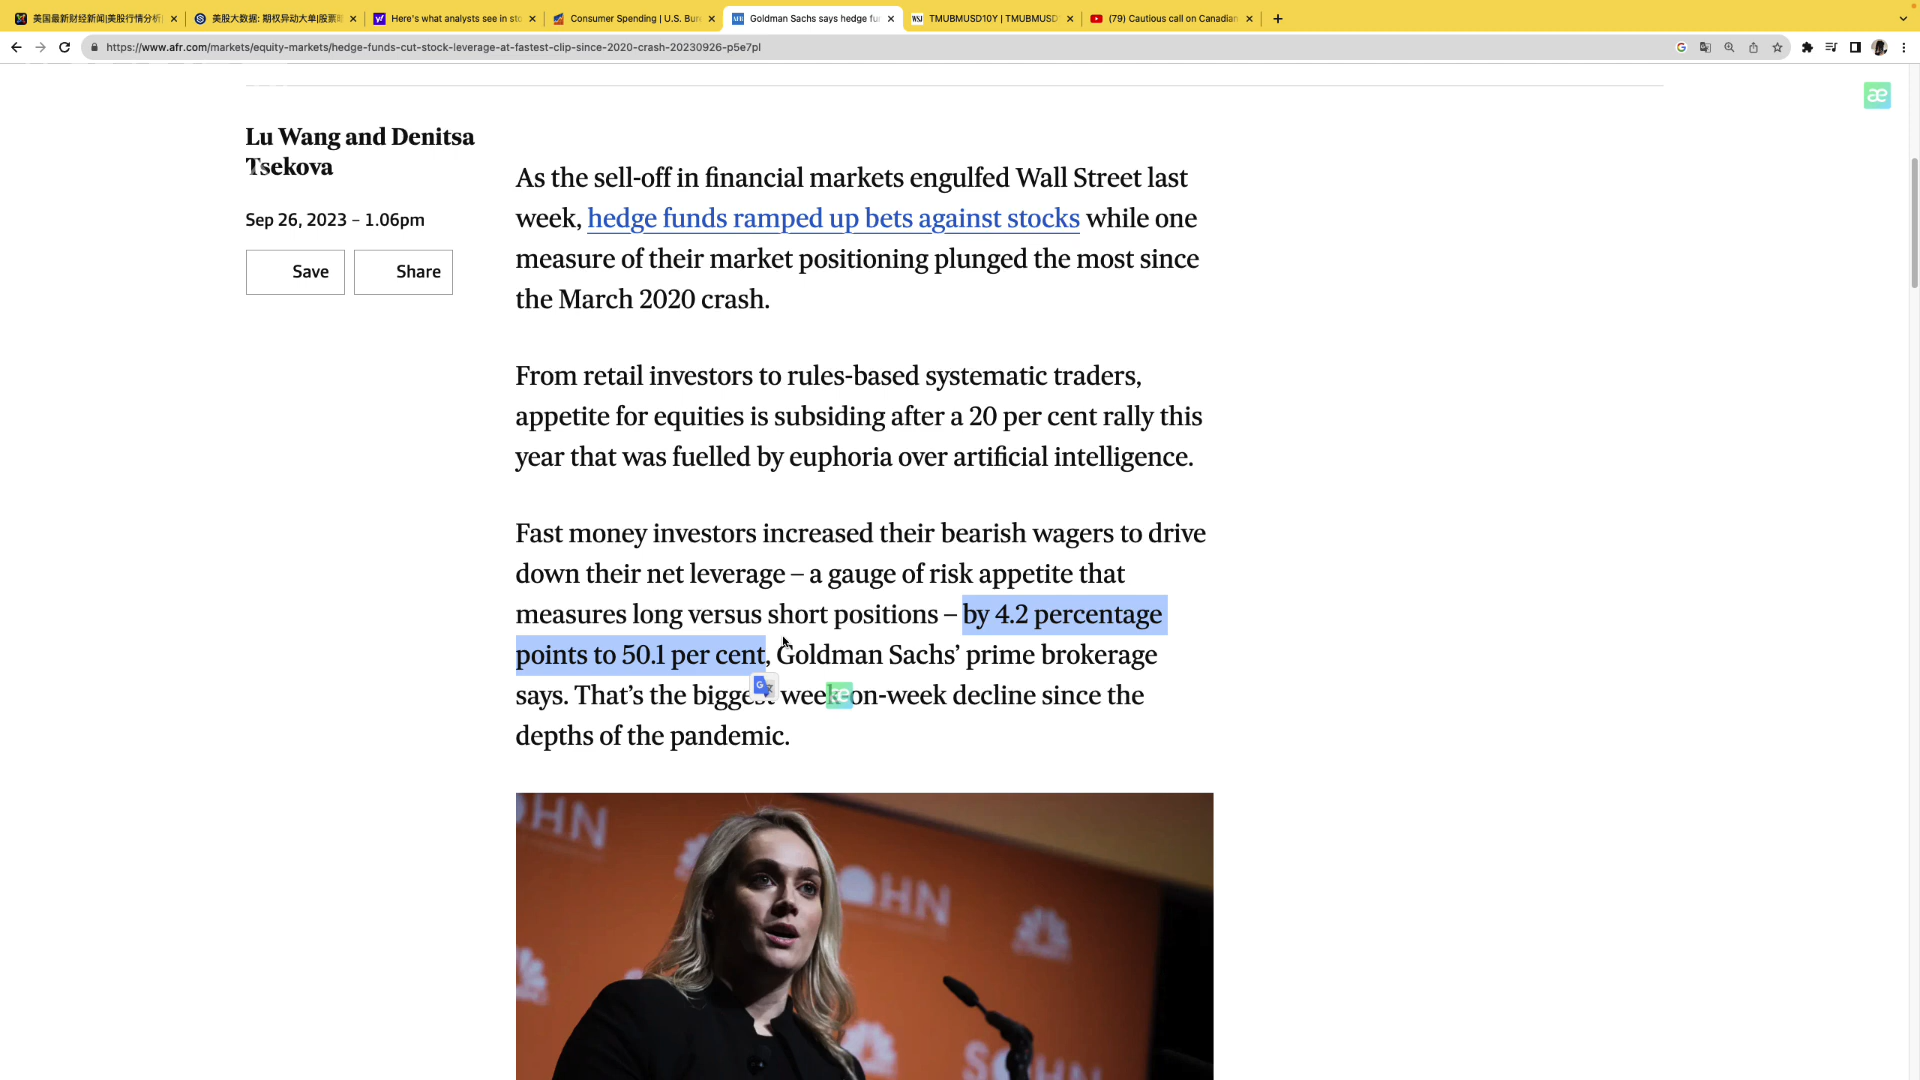 美国最新财经新闻|美股行情分析
美股大数据: 期权异动大单|股票
Here's what analysts see in sto
Consumer Spending | U.S. Bur
Goldman Sachs says hedge fu
TMUBMUSD10Y | TMUBMUSD
(79) Cautious call on Canadian
https://www.afr.com/markets/equity-markets/hedge-funds-cut-stock-leverage-at-fastest-clip-since-2020-crash-20230926-p5e7pl
Lu Wang and Denitsa
Tsekova
Sep 26, 2023 – 1.06pm
Save
Share
As the sell-off in financial markets engulfed Wall Street last
week, hedge funds ramped up bets against stocks while one
measure of their market positioning plunged the most since
the March 2020 crash.
From retail investors to rules-based systematic traders,
appetite for equities is subsiding after a 20 per cent rally this
year that was fuelled by euphoria over artificial intelligence.
Fast money investors increased their bearish wagers to drive
down their net leverage – a gauge of risk appetite that
measures long versus short positions – by 4.2 percentage
points to 50.1 per cent, Goldman Sachs’ prime brokerage
says. That’s the biggest week-on-week decline since the
depths of the pandemic.
OHN
OHN
SOHN